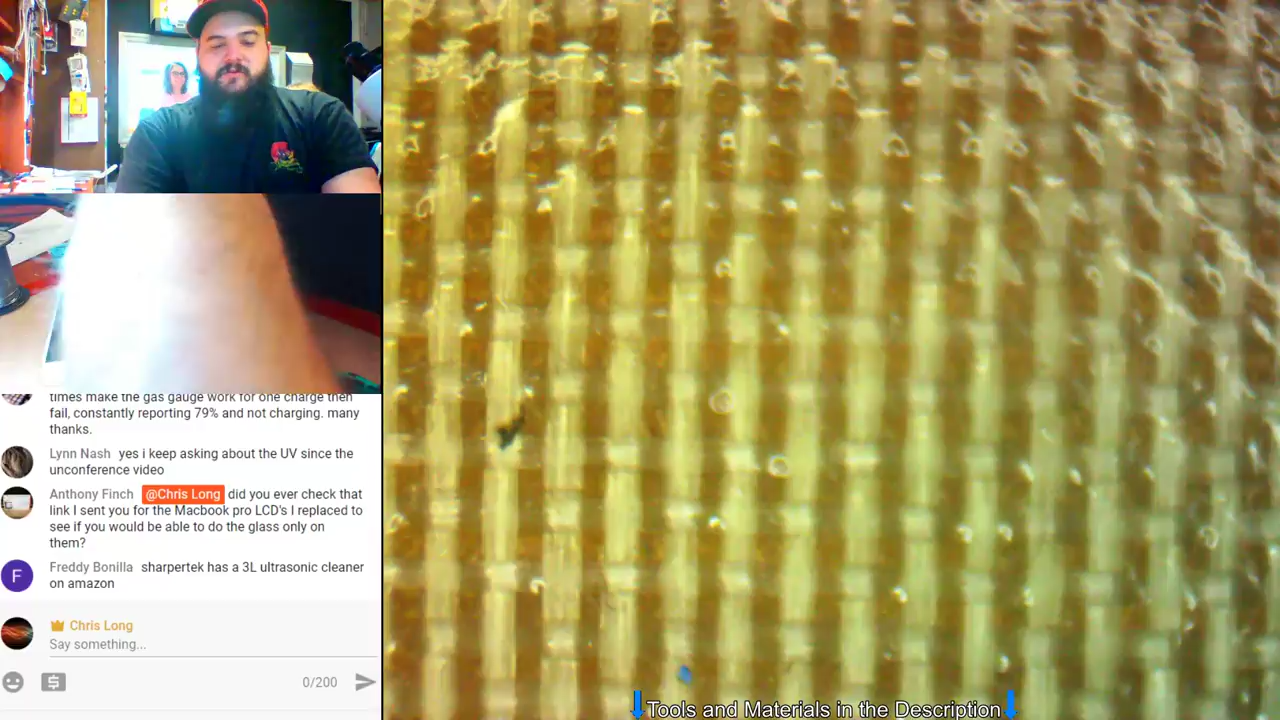 times make the gas gauge work for one charge then
fail, constantly reporting 79% and not charging. many
thanks.
Lynn Nash yes i keep asking about the UV since the
unconference video
Anthony Finch @Chris Long did you ever check that
link I sent you for the Macbook pro LCD's I replaced to
see if you would be able to do the glass only on
them?
F
Freddy Bonilla sharpertek has a 3L ultrasonic cleaner
on amazon
Chris Long
Say something...
0/200
Tools and Materials in the Description